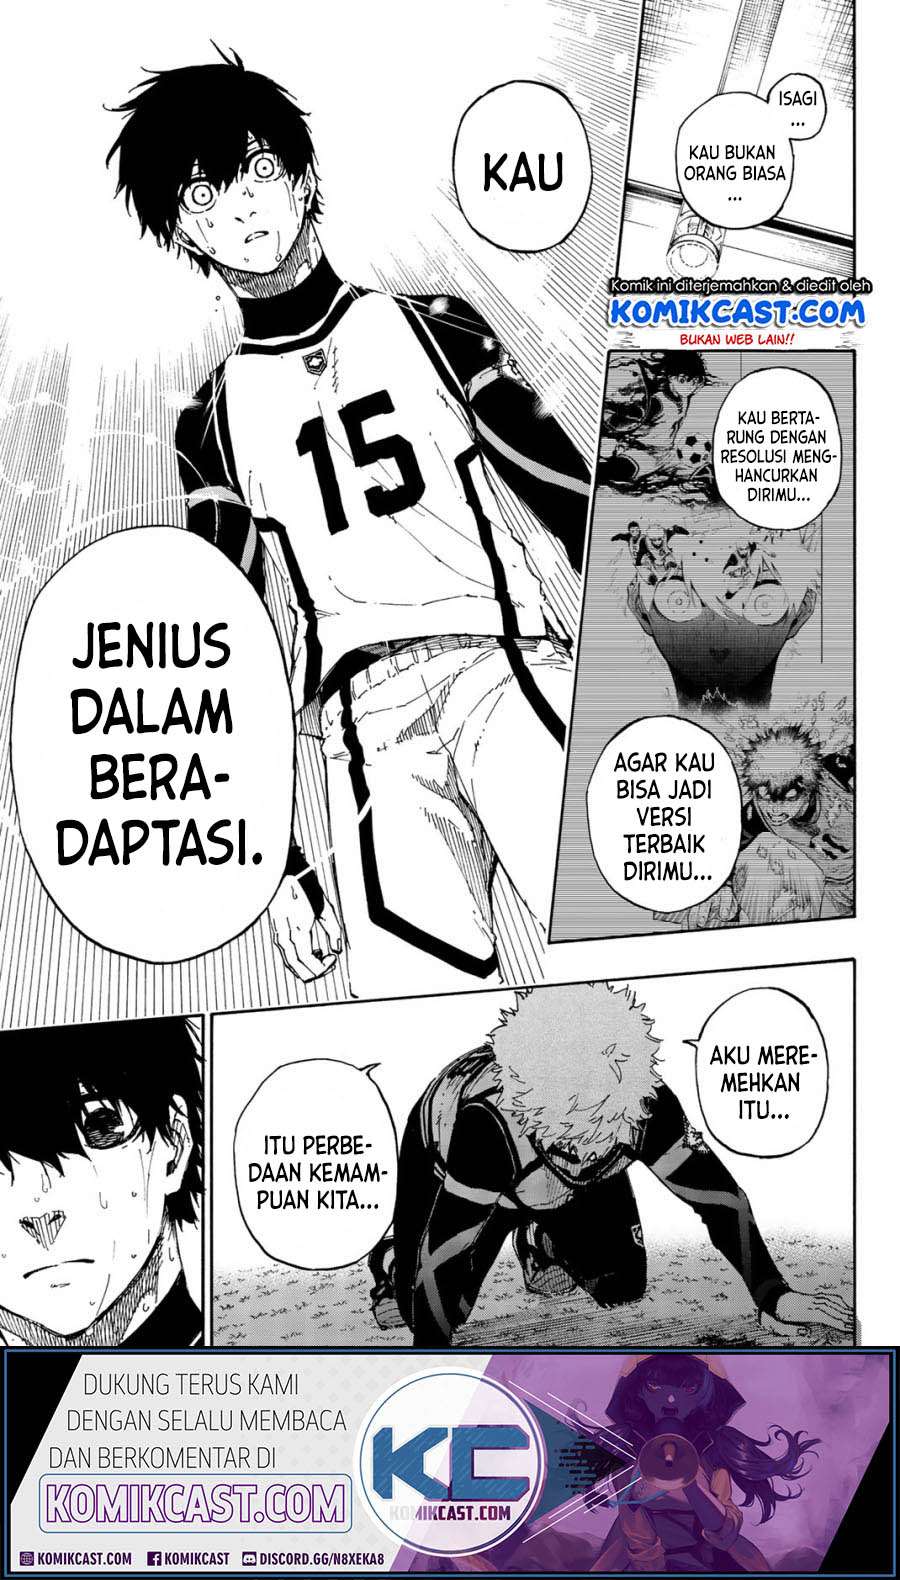 ISAGI
...
KAU BUKAN
ORANG BIASA
...
Komik ini diterjemahkan & diedit oleh
KOMIKCAST.COM
BUKAN WEB LAIN!!
KAU
15
KAU BERTA-
RUNG DENGAN
RESOLUSI MENG-
HANCURKAN
DIRIMU...
AGAR KAU
BISA JADI
VERSI
TERBAIK
DIRIMU...
JENIUS
DALAM
BERA-
DAPTASI.
AKU MERE-
MEHKAN
ITU...
ITU PERBE-
DAAN KEMAM-
PUAN KITA...
DUKUNG TERUS KAMI
DENGAN SELALU MEMBACA
DAN BERKOMENTAR DI
KOMIKCAST.COM
KC
KOMIKCAST.COM
KOMIKCAST.COM
KOMIKCAST
DISCORD.GG/N8XEKA8